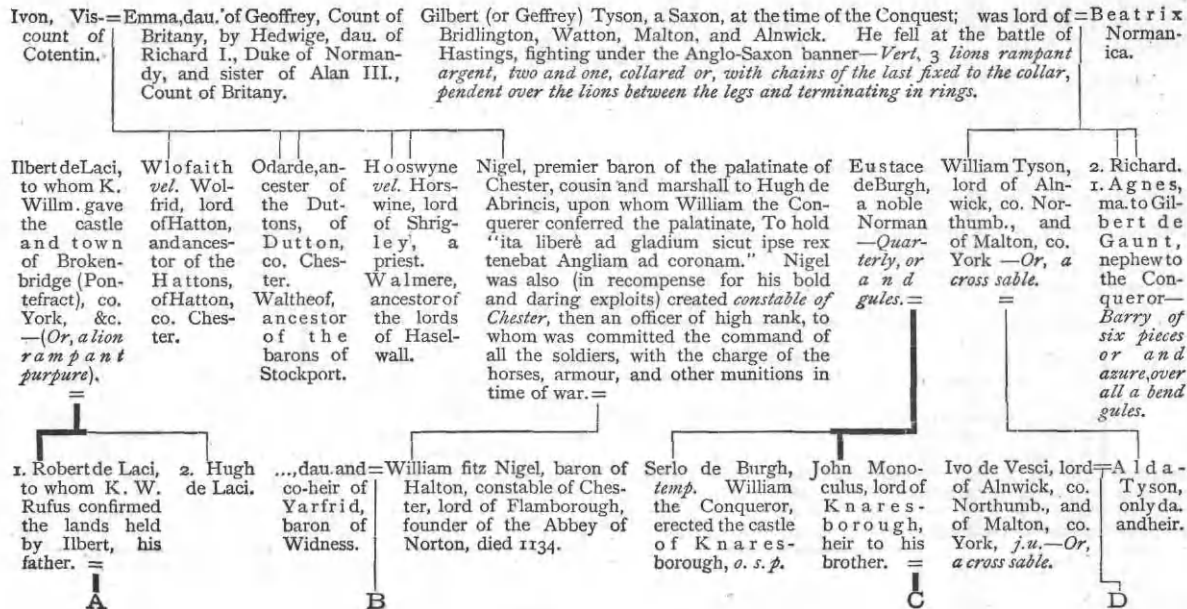 Ivon, Vis-=Emma,dau.of Geoffrey, Count of
count of Britany, by Hedwige, dau. of
Cotentin. Richard I., Duke of Norman-
dy, and sister of Alan III.,
Count of Britany.
Gilbert (or Geffrey) Tyson, a Saxon, at the time of the Conquest; was lord of=Beatrix
Bridlington, Watton, Malton, and Alnwick. He fell at the battle of Norman-
Hastings, fighting under the Anglo-Saxon banner—Vert, 3 lions rampant ica.
argent, two and one, collared or, with chains of the last fixed to the collar,
pendent over the lions between the legs and terminating in rings.
Ilbert de Laci,
to whom K.
Willm. gave
the castle
and town
of Broken-
bridge (Pon-
tefract), co.
York, &c.
—(Or, a lion
rampant
purpure).
=
Wlofaith
vel. Wol-
frid, lord
of Hatton,
and ances-
tor of the
Hattons,
of Hatton,
co. Ches-
ter.
Odarde, an-
cester of
the Dut-
tons, of
Dutton,
co. Ches-
ter.
Waltheof,
ancestor
of the
barons of
Stockport.
Hooswyne
vel. Hors-
wine, lord
of Shrig-
ley, a
priest.
Walmere,
ancestor of
the lords
of Hasel-
wall.
Nigel, premier baron of the palatinate of
Chester, cousin and marshall to Hugh de
Abrincis, upon whom William the Con-
querer conferred the palatinate, To hold
"ita liberè ad gladium sicut ipse rex
tenebat Angliam ad coronam." Nigel
was also (in recompense for his bold
and daring exploits) created constable of
Chester, then an officer of high rank, to
whom was committed the command of
all the soldiers, with the charge of the
horses, armour, and other munitions in
time of war.=
Eustace
de Burgh,
a noble
Norman
—Quar-
terly, or
and
gules.=
William Tyson,
lord of Aln-
wick, co. Nor-
thumb., and
of Malton, co.
York —Or, a
cross sable.
=
2. Richard.
1. Agnes,
ma. to Gil-
bert de
Gaunt,
nephew to
the Con-
queror—
Barry of
six pieces
or and
azure, over
all a bend
gules.
1. Robert de Laci,
to whom K. W.
Rufus confirmed
the lands held
by Ilbert, his
father. =
A
2. Hugh
de Laci.
...,dau. and=William fitz Nigel, baron of
co-heir of Halton, constable of Ches-
Yarfrid, ter, lord of Flamborough,
baron of founder of the Abbey of
Widness. Norton, died 1134.
B
Serlo de Burgh,
temp. William
the Conqueror,
erected the castle
of Knares-
borough, o. s. p.
John Mono-
culus, lord of
Knares-
borough,
heir to his
brother. =
C
Ivo de Vesci, lord=Alda-
of Alnwick, co. Tyson,
Northumb., and only da.
of Malton, co. and heir.
York, j.u.—Or,
a cross sable.
D